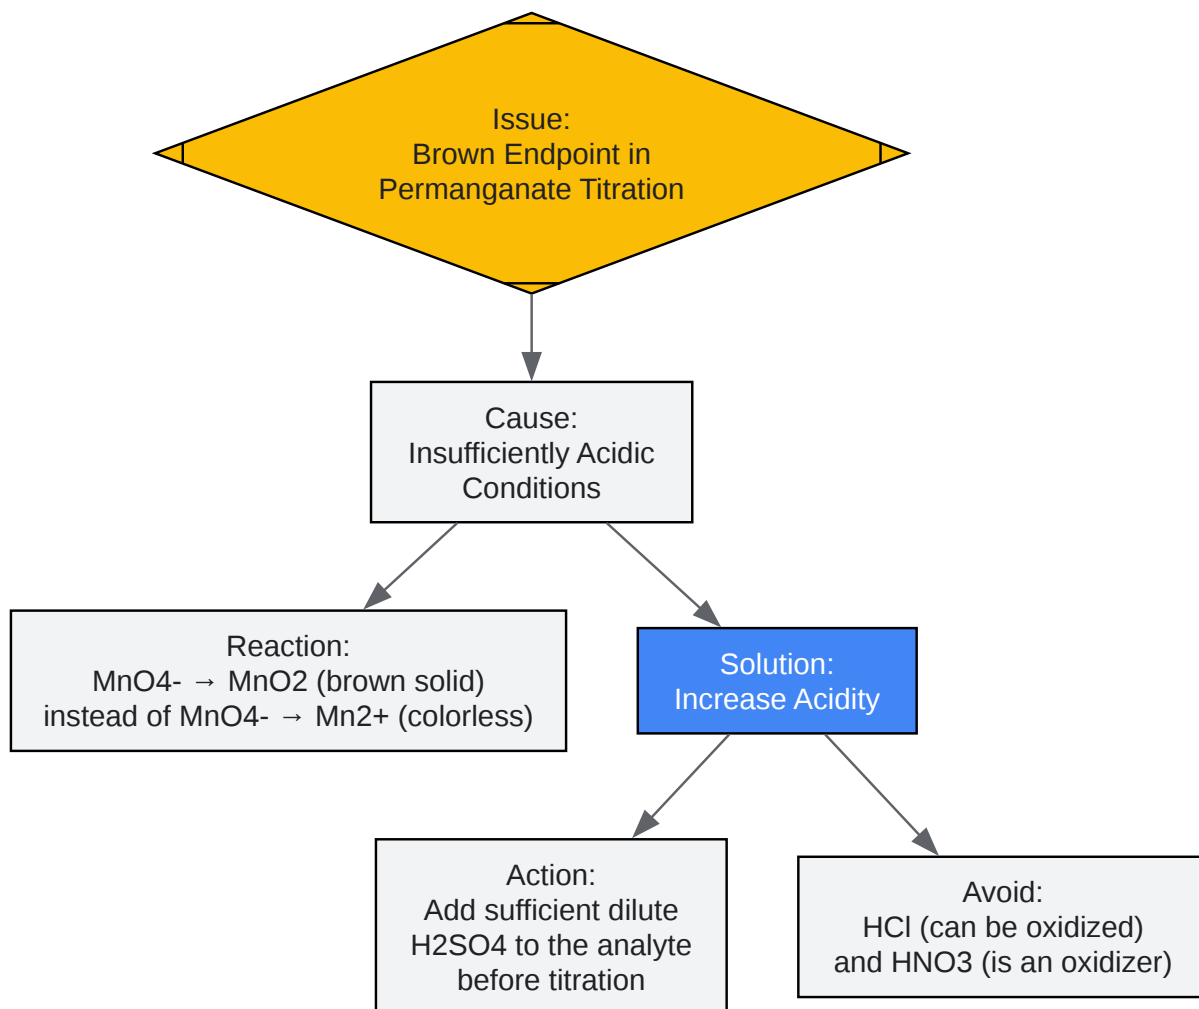 Issue:
Brown Endpoint in
Permanganate Titration
Cause:
Insufficiently Acidic
Conditions
Reaction:
MnO4- → MnO2 (brown solid)
instead of MnO4- → Mn2+ (colorless)
Solution:
Increase Acidity
Action:
Add sufficient dilute
H2SO4 to the analyte
before titration
Avoid:
HCl (can be oxidized)
and HNO3 (is an oxidizer)